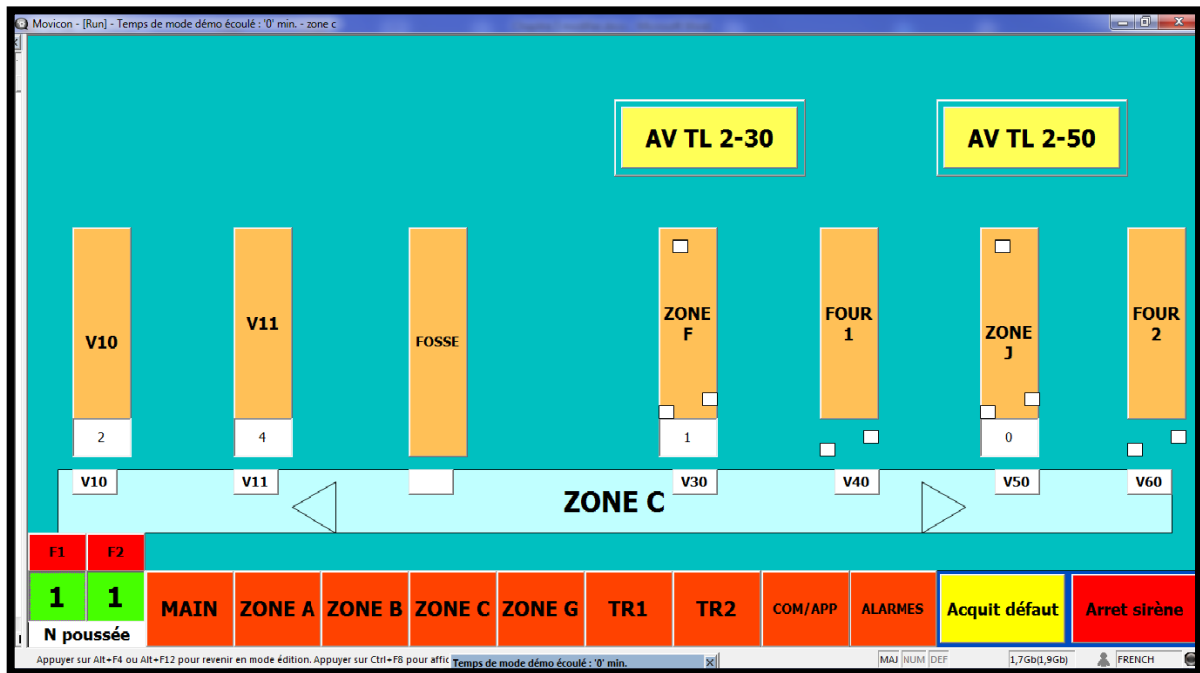 Movicon - [Run] - Temps de mode démo écoulé : '0' min. - zone c
AV TL 2-30
AV TL 2-50
V10
V11
FOSSE
ZONE
F
FOUR
1
ZONE
J
FOUR
2
2
4
1
0
V10
V11
V30
V40
V50
V60
ZONE C
F1
F2
1
1
N poussée
MAIN
ZONE A
ZONE B
ZONE C
ZONE G
TR1
TR2
COM/APP
ALARMES
Acquit défaut
Arret sirène
Appuyer sur Alt+F4 ou Alt+F12 pour revenir en mode édition. Appuyer sur Ctrl+F8 pour affic
Temps de mode démo écoulé : '0' min.
MAJ NUM DEF
1,7Gb(1,9Gb)
FRENCH